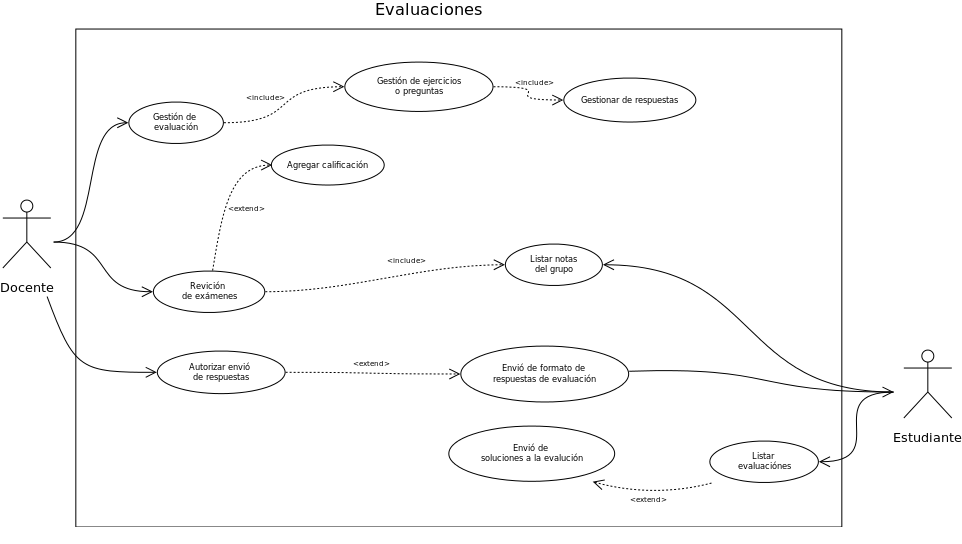 Evaluaciones
Gestión de ejercicios
o preguntas
<include>
<include>
Gestionar de respuestas
Gestión de
evaluación
Agregar calificación
<extend>
Docente
Revición
de exámenes
<include>
Listar notas
del grupo
Autorizar envió
de respuestas
<extend>
Envió de formato de
respuestas de evaluación
Estudiante
Envió de
soluciones a la evalución
Listar
evaluaciónes
<extend>